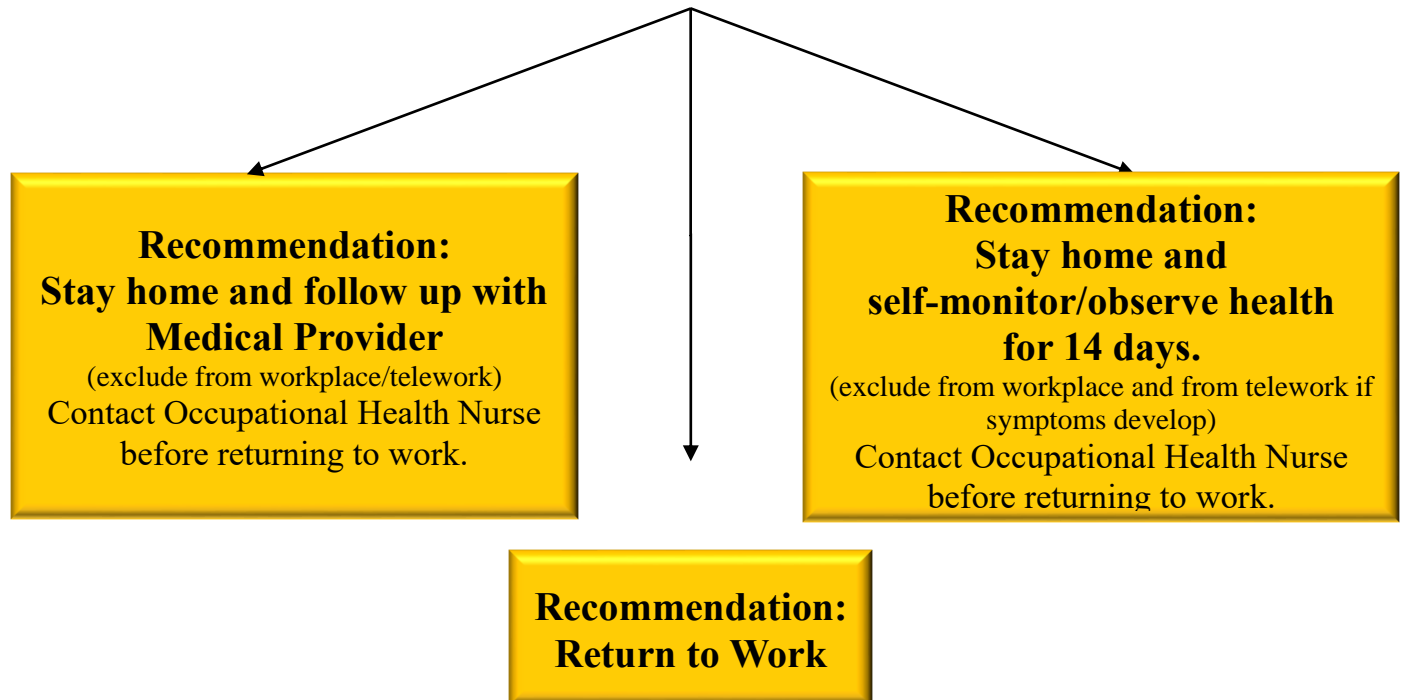 Recommendation:
Stay home and follow up with
Medical Provider
(exclude from workplace/telework)
Contact Occupational Health Nurse
before returning to work.
Recommendation:
Stay home and
self-monitor/observe health
for 14 days.
(exclude from workplace and from telework if
symptoms develop)
Contact Occupational Health Nurse
before returning to work.
Recommendation:
Return to Work